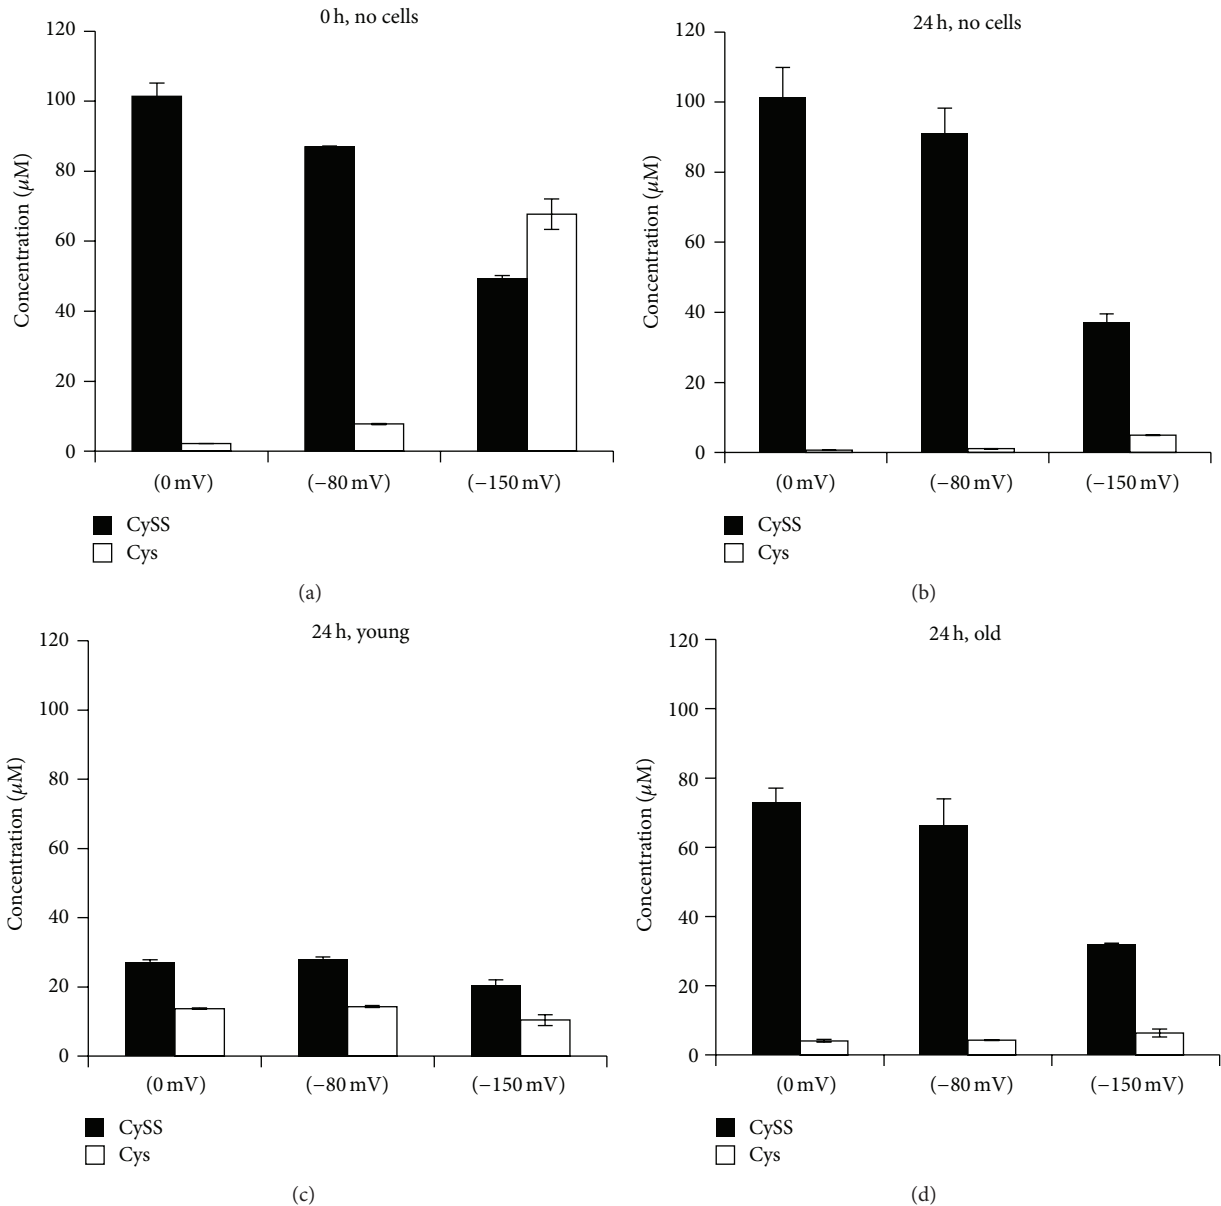 0 h, no cells
120
100
80
60
40
20
0
Concentration (μM)
(0 mV) (−80 mV) (−150 mV)
CySS
Cys
(a)
24 h, no cells
120
100
80
60
40
20
0
Concentration (μM)
(0 mV) (−80 mV) (−150 mV)
CySS
Cys
(b)
24 h, young
120
100
80
60
40
20
0
Concentration (μM)
(0 mV) (−80 mV) (−150 mV)
CySS
Cys
(c)
24 h, old
120
100
80
60
40
20
0
Concentration (μM)
(0 mV) (−80 mV) (−150 mV)
CySS
Cys
(d)